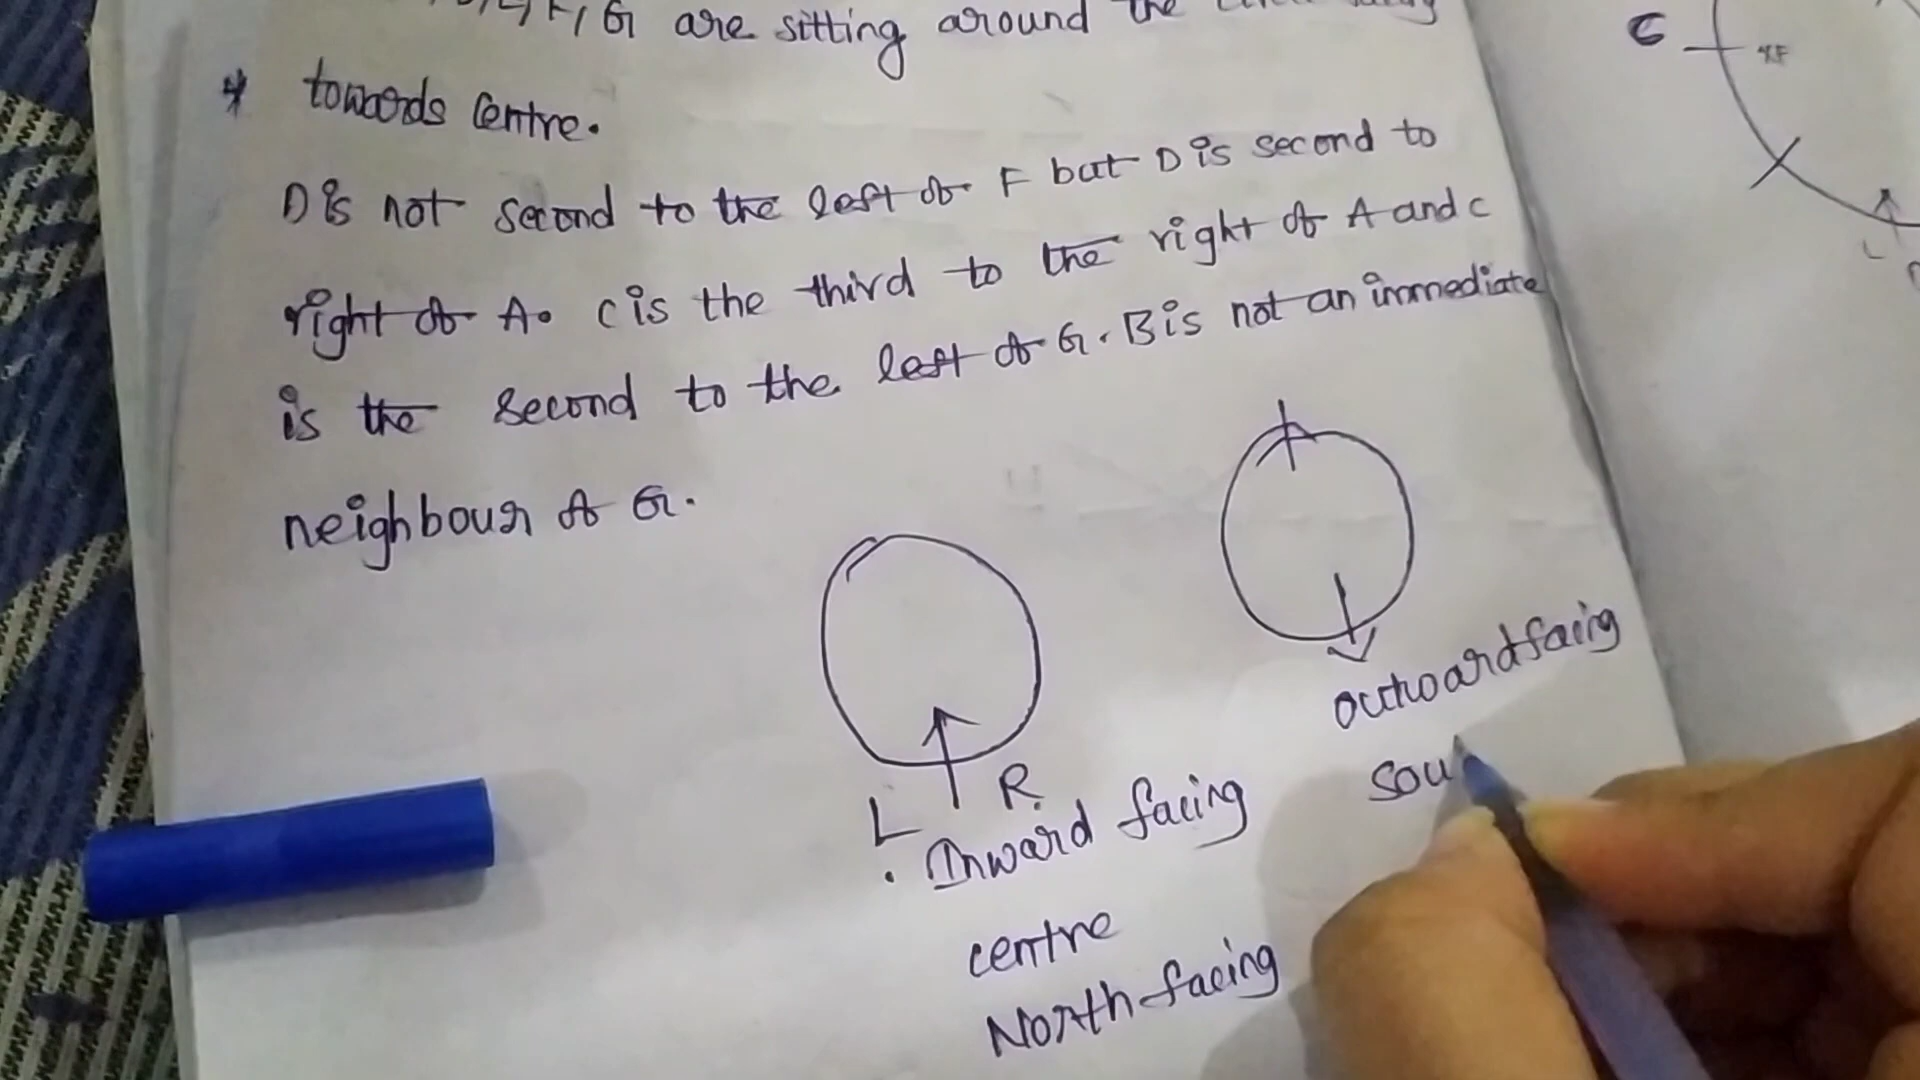 F, G are sitting around the
towards Centre.
D is not second to the left of F but D is second to
right of A. C is the third to the right of A and C
is the second to the left of G. B is not an immediate
neighbour of G.
L R.
Inward facing
centre
North facing
outward facing
sou
C
XF
L